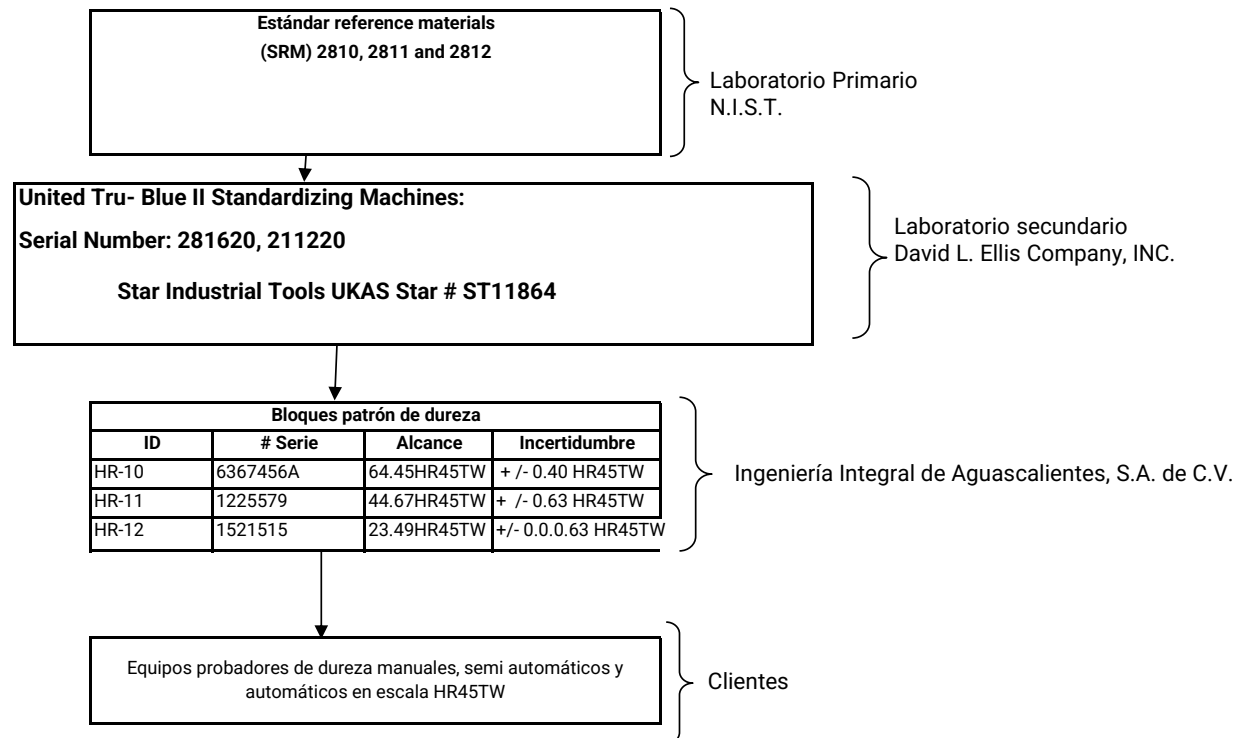 Estándar reference materials
(SRM) 2810, 2811 and 2812
Laboratorio Primario
N.I.S.T.
United Tru- Blue II Standardizing Machines:
Serial Number: 281620, 211220
Star Industrial Tools UKAS Star # ST11864
Laboratorio secundario
David L. Ellis Company, INC.
Bloques patrón de dureza
ID # Serie Alcance Incertidumbre
HR-10 6367456A 64.45HR45TW + /- 0.40 HR45TW
HR-11 1225579 44.67HR45TW + /- 0.63 HR45TW
HR-12 1521515 23.49HR45TW +/- 0.0.0.63 HR45TW
Ingeniería Integral de Aguascalientes, S.A. de C.V.
Equipos probadores de dureza manuales, semi automáticos y
automáticos en escala HR45TW
Clientes